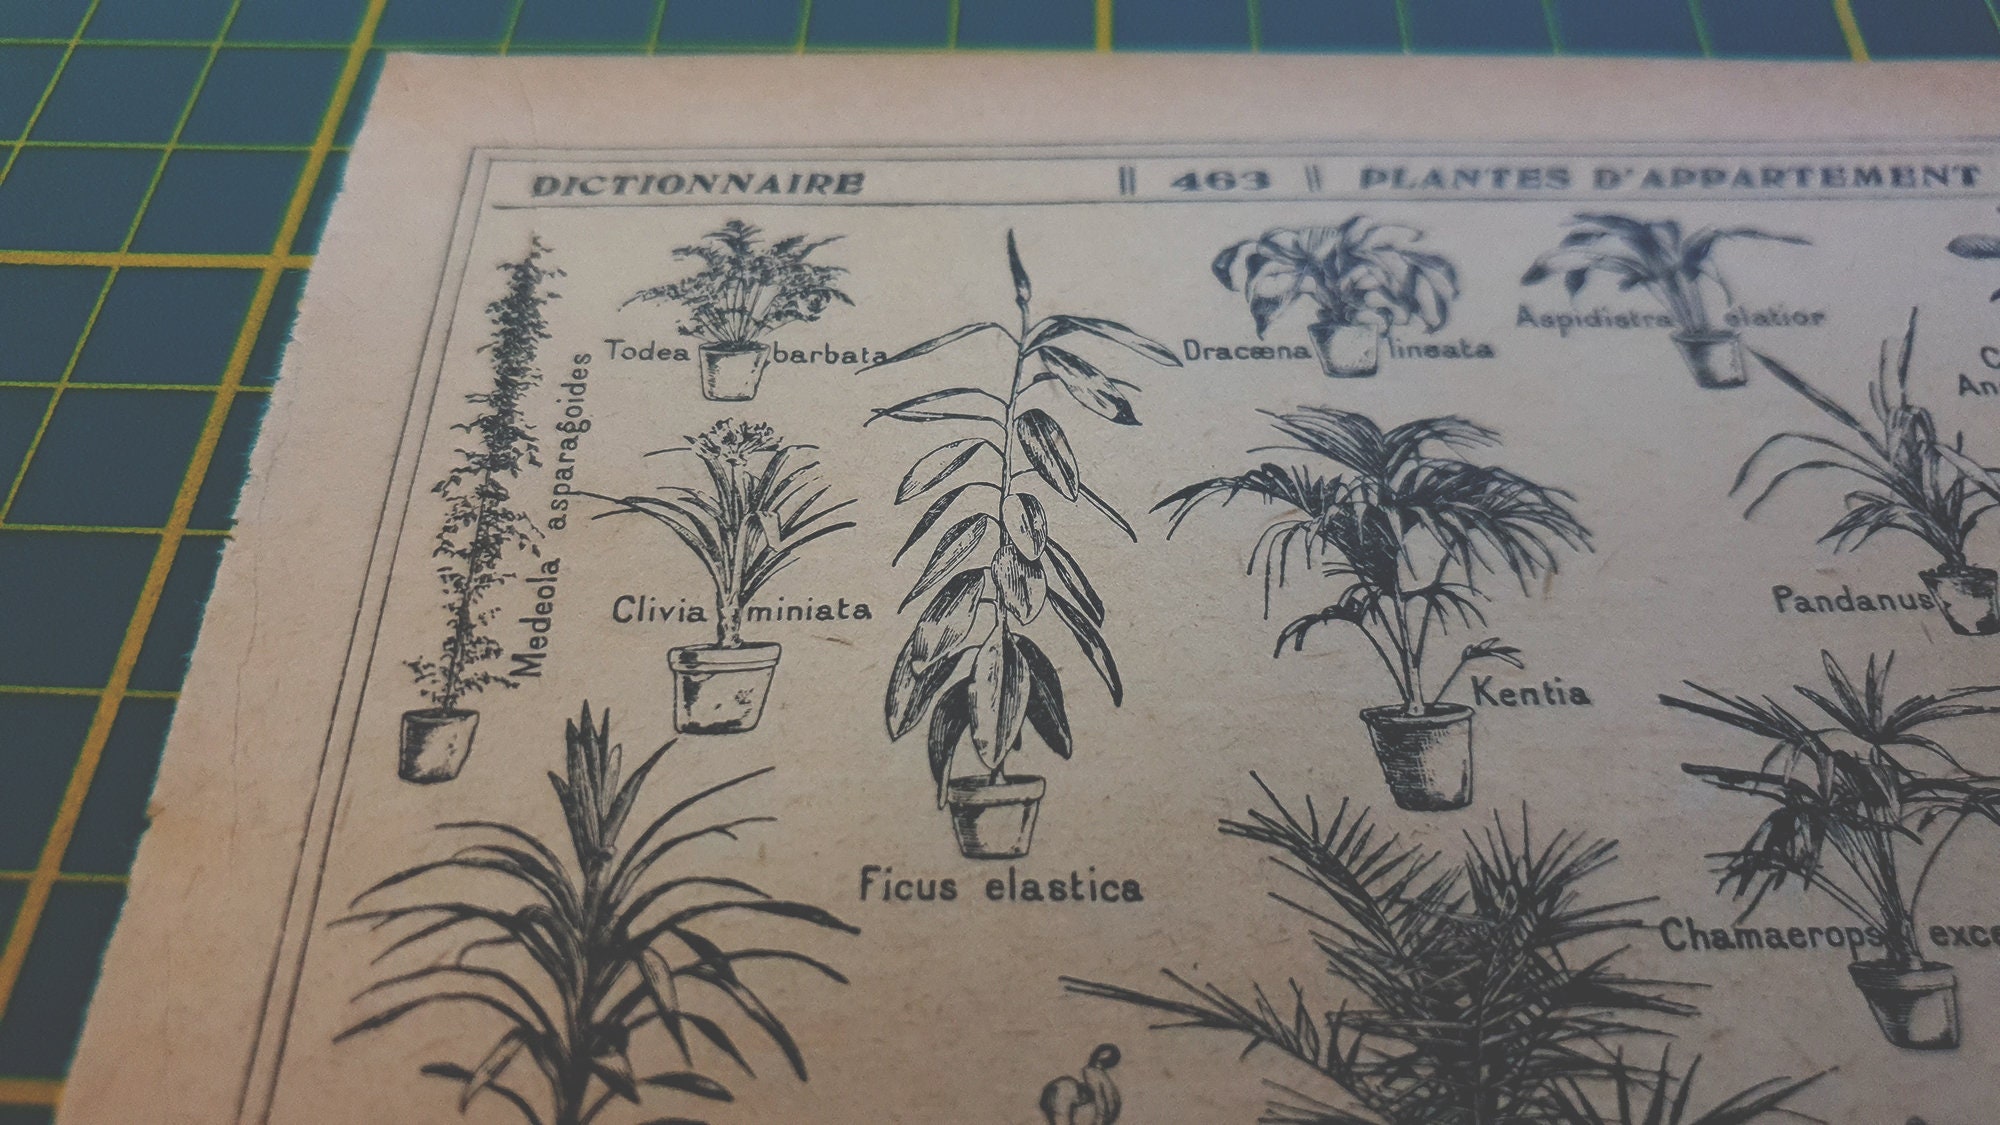 DICTIONNAIRE || 463 || PLANTES D'APPARTEMENT
Medeola asparagoides
Todea barbata
Dracæna lineata
Aspidistra elatior
Clivia miniata
Kentia
Pandanus
Ficus elastica
Chamaerops